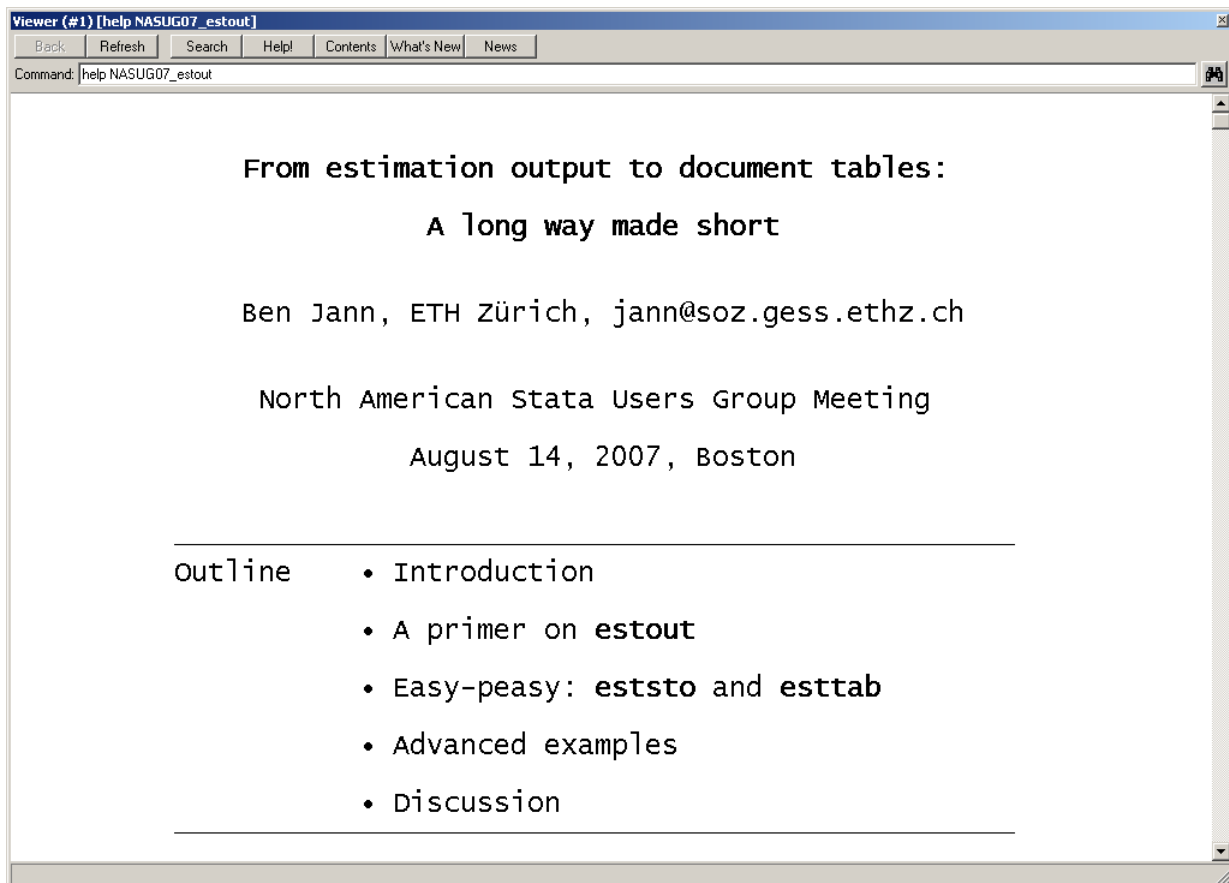 Viewer (#1) [help NASUG07_estout]
Back Refresh Search Help! Contents What's New News
Command: help NASUG07_estout
From estimation output to document tables:
A long way made short
Ben Jann, ETH Zürich, jann@soz.gess.ethz.ch
North American Stata Users Group Meeting
August 14, 2007, Boston
Outline • Introduction
• A primer on estout
• Easy-peasy: eststo and esttab
• Advanced examples
• Discussion